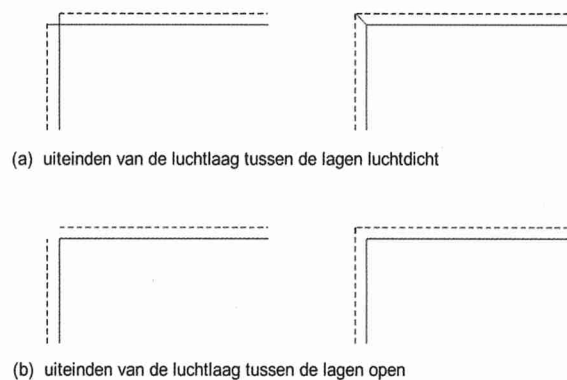 (a) uiteinden van de luchtlaag tussen de lagen luchtdicht
(b) uiteinden van de luchtlaag tussen de lagen open